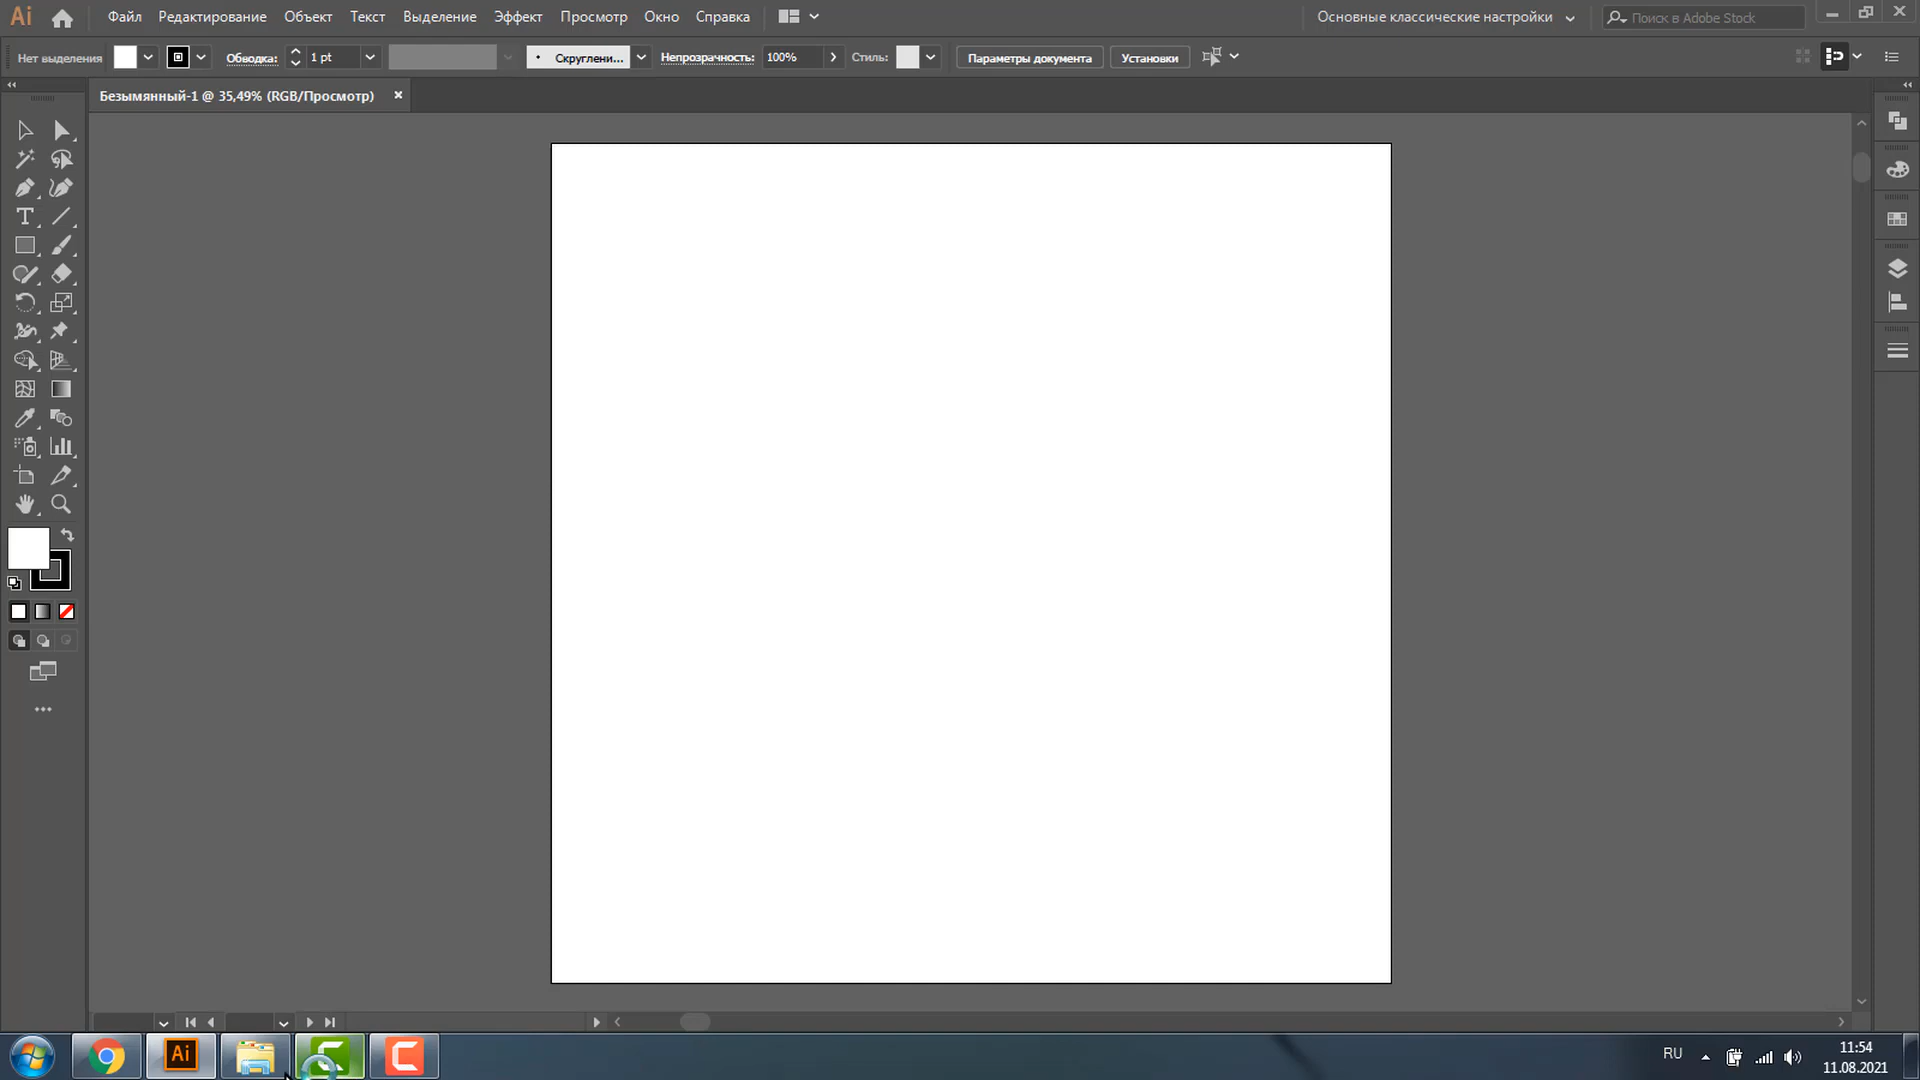 Ai Файл Редактирование Объект Текст Выделение Эффект Просмотр Окно Справка Основные классические настройки Поиск в Adobe Stock
Нет выделения Обводка: 1 pt Скруглени... Непрозрачность: 100% Стиль: Параметры документа Установки
Безымянный-1 @ 35,49% (RGB/Просмотр)
Ai
RU
11:54
11.08.2021